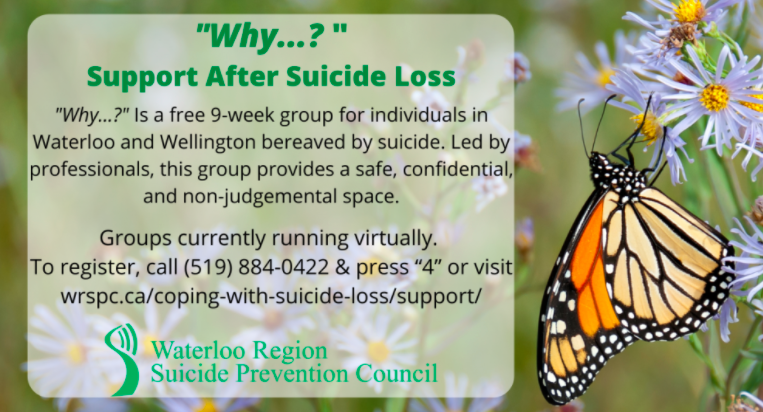 "Why...? "
Support After Suicide Loss
"Why...?" Is a free 9-week group for individuals in
Waterloo and Wellington bereaved by suicide. Led by
professionals, this group provides a safe, confidential,
and non-judgemental space.
Groups currently running virtually.
To register, call (519) 884-0422 & press “4” or visit
wrspc.ca/coping-with-suicide-loss/support/
Waterloo Region
Suicide Prevention Council